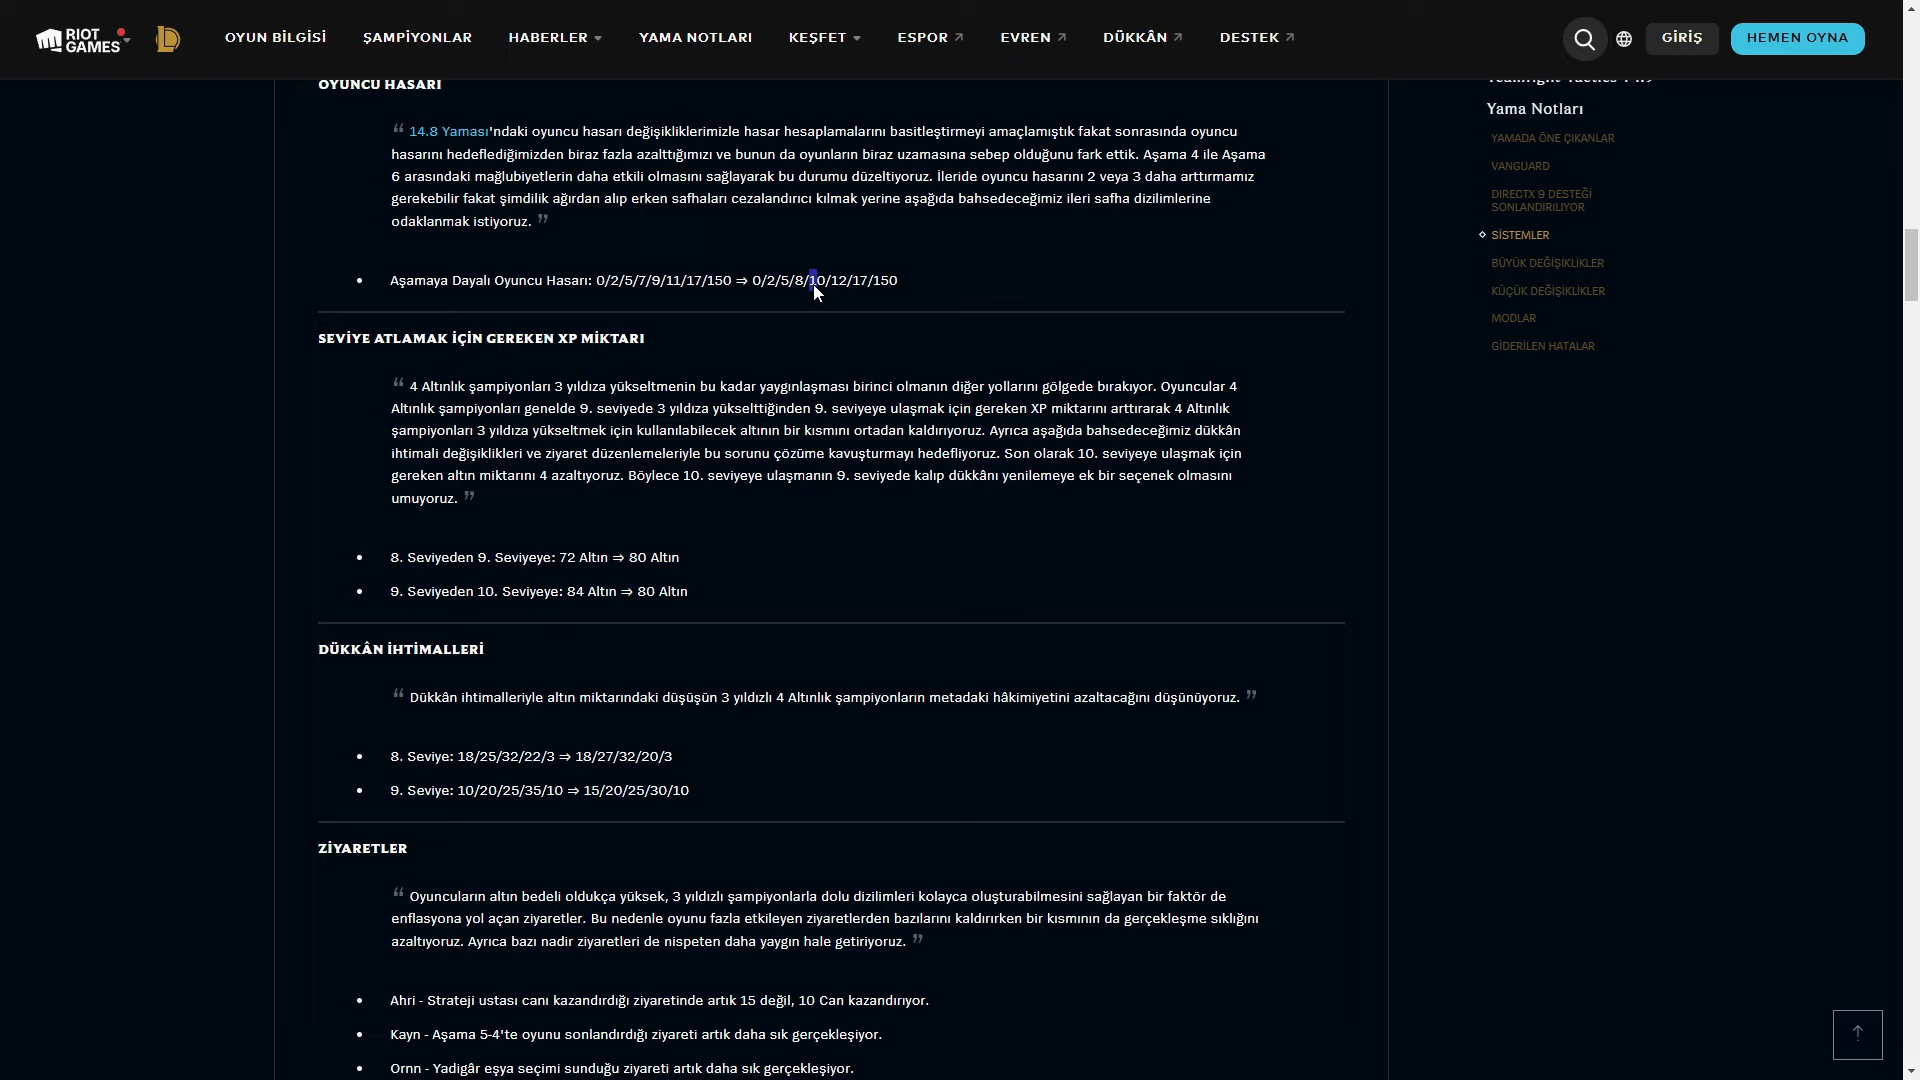 RIOT GAMES
OYUN BİLGİSİ
ŞAMPİYONLAR
HABERLER
YAMA NOTLARI
KEŞFET
ESPOR
EVREN
DÜKKÂN
DESTEK
GİRİŞ
HEMEN OYNA
OYUNCU HASARI
“ 14.8 Yaması'ndaki oyuncu hasarı değişikliklerimizle hasar hesaplamalarını basitleştirmeyi amaçlamıştık fakat sonrasında oyuncu
hasarını hedeflediğimizden biraz fazla azalttığımızı ve bunun da oyunların biraz uzamasına sebep olduğunu fark ettik. Aşama 4 ile Aşama
6 arasındaki mağlubiyetlerin daha etkili olmasını sağlayarak bu durumu düzeltiyoruz. İleride oyuncu hasarını 2 veya 3 daha arttırmamız
gerekebilir fakat şimdilik ağırdan alıp erken safhaları cezalandırıcı kılmak yerine aşağıda bahsedeceğimiz ileri safha dizilimlerine
odaklanmak istiyoruz. ”
• Aşamaya Dayalı Oyuncu Hasarı: 0/2/5/7/9/11/17/150 ⇒ 0/2/5/8/10/12/17/150
SEVİYE ATLAMAK İÇİN GEREKEN XP MİKTARI
“ 4 Altınlık şampiyonları 3 yıldıza yükseltmenin bu kadar yaygınlaşması birinci olmanın diğer yollarını gölgede bırakıyor. Oyuncular 4
Altınlık şampiyonları genelde 9. seviyede 3 yıldıza yükselttiğinden 9. seviyeye ulaşmak için gereken XP miktarını arttırarak 4 Altınlık
şampiyonları 3 yıldıza yükseltmek için kullanılabilecek altının bir kısmını ortadan kaldırıyoruz. Ayrıca aşağıda bahsedeceğimiz dükkân
ihtimali değişiklikleri ve ziyaret düzenlemeleriyle bu sorunu çözüme kavuşturmayı hedefliyoruz. Son olarak 10. seviyeye ulaşmak için
gereken altın miktarını 4 azaltıyoruz. Böylece 10. seviyeye ulaşmanın 9. seviyede kalıp dükkânı yenilemeye ek bir seçenek olmasını
umuyoruz. ”
• 8. Seviyeden 9. Seviyeye: 72 Altın ⇒ 80 Altın
• 9. Seviyeden 10. Seviyeye: 84 Altın ⇒ 80 Altın
DÜKKÂN İHTİMALLERİ
“ Dükkân ihtimalleriyle altın miktarındaki düşüşün 3 yıldızlı 4 Altınlık şampiyonların metadaki hâkimiyetini azaltacağını düşünüyoruz. ”
• 8. Seviye: 18/25/32/22/3 ⇒ 18/27/32/20/3
• 9. Seviye: 10/20/25/35/10 ⇒ 15/20/25/30/10
ZİYARETLER
“ Oyuncuların altın bedeli oldukça yüksek, 3 yıldızlı şampiyonlarla dolu dizilimleri kolayca oluşturabilmesini sağlayan bir faktör de
enflasyona yol açan ziyaretler. Bu nedenle oyunu fazla etkileyen ziyaretlerden bazılarını kaldırırken bir kısmının da gerçekleşme sıklığını
azaltıyoruz. Ayrıca bazı nadir ziyaretleri de nispeten daha yaygın hale getiriyoruz. ”
• Ahri - Strateji ustası canı kazandırdığı ziyaretinde artık 15 değil, 10 Can kazandırıyor.
• Kayn - Aşama 5-4'te oyunu sonlandırdığı ziyareti artık daha sık gerçekleşiyor.
• Ornn - Yadigâr eşya seçimi sunduğu ziyareti artık daha sık gerçekleşiyor.
Teamfight Tactics 14.9
Yama Notları
YAMADA ÖNE ÇIKANLAR
VANGUARD
DIRECTX 9 DESTEĞİ
SONLANDIRILIYOR
SİSTEMLER
BÜYÜK DEĞİŞİKLİKLER
KÜÇÜK DEĞİŞİKLİKLER
MODLAR
GİDERİLEN HATALAR